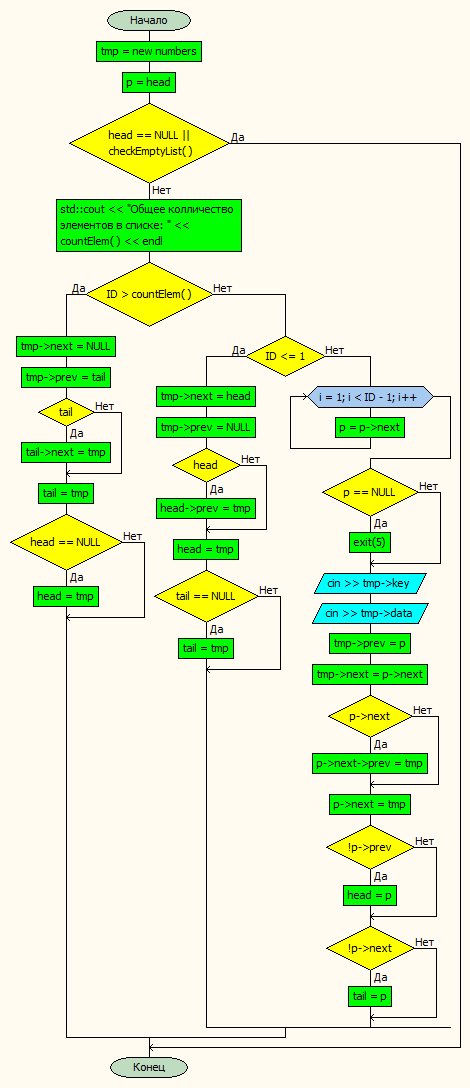 Начало
tmp = new numbers
p = head
head == NULL ||
checkEmptyList( )
Да
Нет
std::cout << "Общее колличество
элементов в списке: " <<
countElem( ) << endl
ID > countElem( )
Да
Нет
tmp->next = NULL
tmp->prev = tail
tail
Нет
Да
tail->next = tmp
tail = tmp
head == NULL
Нет
Да
head = tmp
ID <= 1
Да
Нет
tmp->next = head
tmp->prev = NULL
head
Нет
Да
head->prev = tmp
head = tmp
tail == NULL
Нет
Да
tail = tmp
i = 1; i < ID - 1; i++
p = p->next
p == NULL
Нет
Да
exit(5)
cin >> tmp->key
cin >> tmp->data
tmp->prev = p
tmp->next = p->next
p->next
Нет
Да
p->next->prev = tmp
p->next = tmp
!p->prev
Нет
Да
head = p
!p->next
Нет
Да
tail = p
Конец